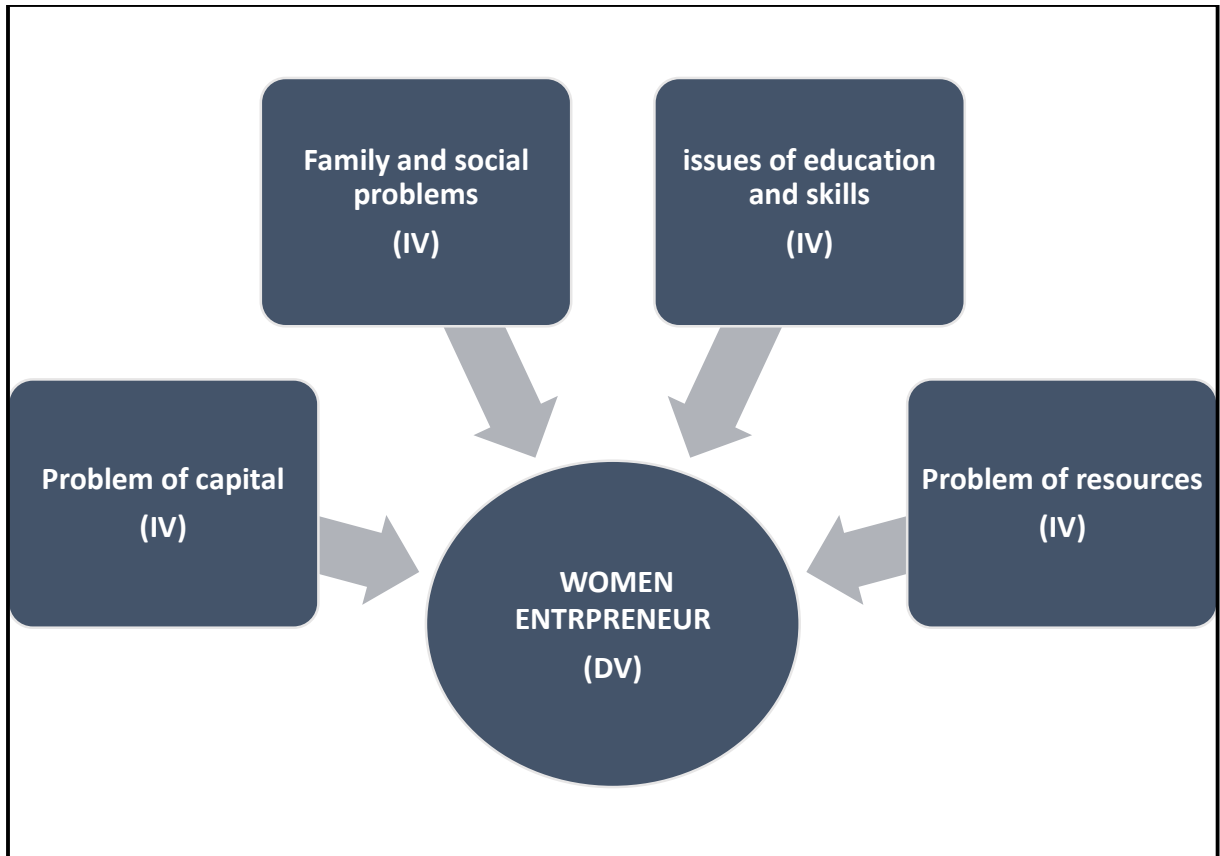 Family and social
problems
(IV)
issues of education
and skills
(IV)
Problem of capital
(IV)
Problem of resources
(IV)
WOMEN
ENTRPRENEUR
(DV)